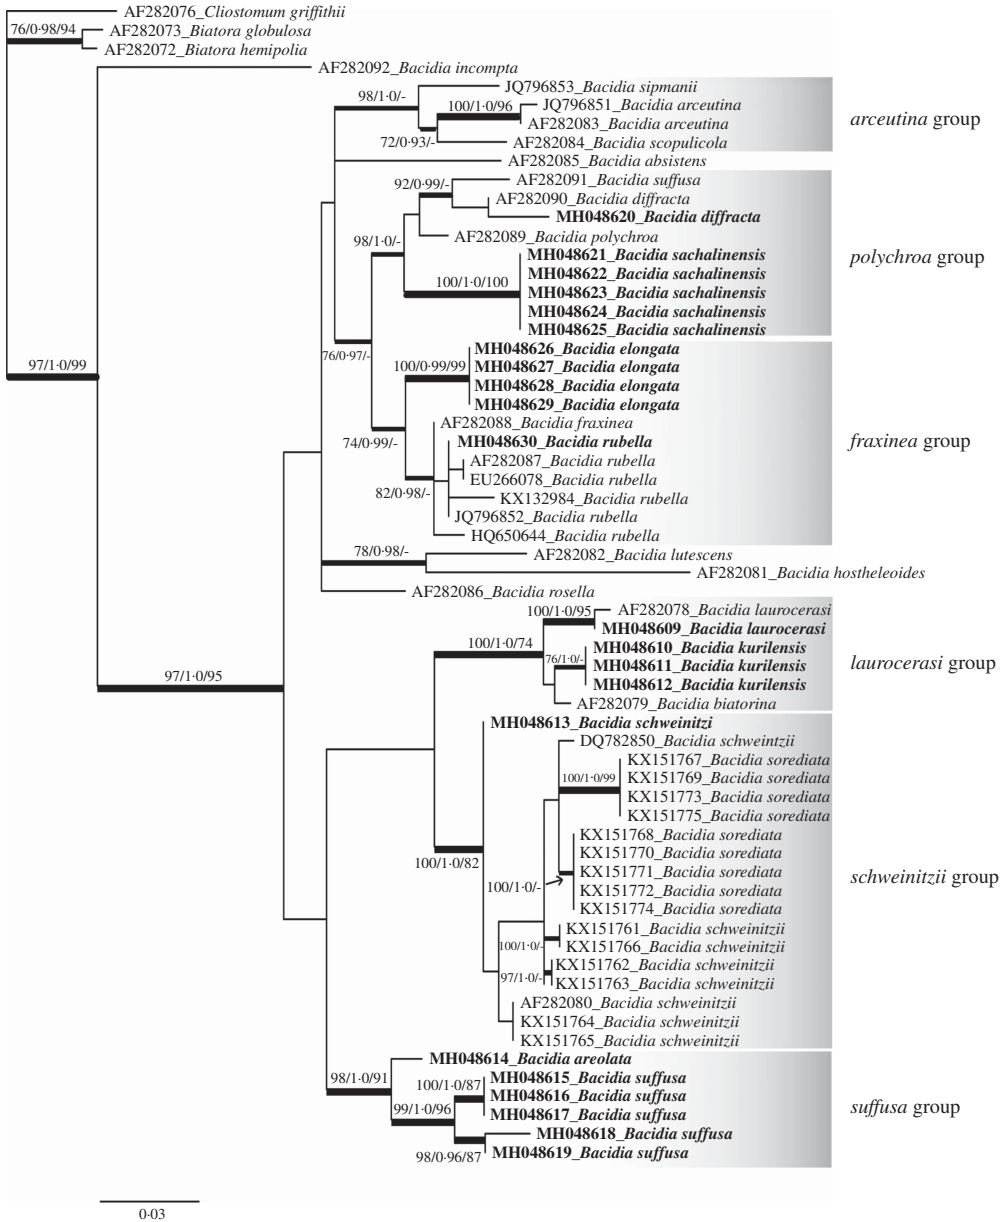 AF282076_Cliostomum griffithii
76/0·98/94
AF282073_Biatora globulosa
AF282072_Biatora hemipolia
AF282092_Bacidia incompta
98/1·0/-
JQ796853_Bacidia sipmanii
100/1·0/96
JQ796851_Bacidia arceutina
AF282083_Bacidia arceutina
72/0·93/-
AF282084_Bacidia scopulicola
arceutina group
AF282085_Bacidia absistens
92/0·99/-
AF282091_Bacidia suffusa
AF282090_Bacidia diffracta
MH048620_Bacidia diffracta
98/1·0/-
AF282089_Bacidia polychroa
MH048621_Bacidia sachalinensis
polychroa group
MH048622_Bacidia sachalinensis
100/1·0/100
MH048623_Bacidia sachalinensis
MH048624_Bacidia sachalinensis
MH048625_Bacidia sachalinensis
76/0·97/-
97/1·0/99
MH048626_Bacidia elongata
100/0·99/99
MH048627_Bacidia elongata
MH048628_Bacidia elongata
MH048629_Bacidia elongata
AF282088_Bacidia fraxinea
74/0·99/-
MH048630_Bacidia rubella
fraxinea group
AF282087_Bacidia rubella
EU266078_Bacidia rubella
82/0·98/-
KX132984_Bacidia rubella
JQ796852_Bacidia rubella
HQ650644_Bacidia rubella
78/0·98/-
AF282082_Bacidia lutescens
AF282081_Bacidia hostheleoides
AF282086_Bacidia rosella
100/1·0/95
AF282078_Bacidia laurocerasi
MH048609_Bacidia laurocerasi
100/1·0/74
MH048610_Bacidia kurilensis
76/1·0/-
MH048611_Bacidia kurilensis
laurocerasi group
MH048612_Bacidia kurilensis
97/1·0/95
AF282079_Bacidia biatorina
MH048613_Bacidia schweinitzi
DQ782850_Bacidia schweintzii
KX151767_Bacidia sorediata
100/1·0/99
KX151769_Bacidia sorediata
KX151773_Bacidia sorediata
KX151775_Bacidia sorediata
KX151768_Bacidia sorediata
KX151770_Bacidia sorediata
100/1·0/82
KX151771_Bacidia sorediata
schweinitzii group
100/1·0/-
KX151772_Bacidia sorediata
KX151774_Bacidia sorediata
KX151761_Bacidia schweinitzii
100/1·0/-
KX151766_Bacidia schweinitzii
KX151762_Bacidia schweinitzii
97/1·0/-
KX151763_Bacidia schweinitzii
AF282080_Bacidia schweinitzii
KX151764_Bacidia schweinitzii
KX151765_Bacidia schweinitzii
MH048614_Bacidia areolata
98/1·0/91
100/1·0/87
MH048615_Bacidia suffusa
MH048616_Bacidia suffusa
99/1·0/96
MH048617_Bacidia suffusa
suffusa group
MH048618_Bacidia suffusa
MH048619_Bacidia suffusa
98/0·96/87
0·03